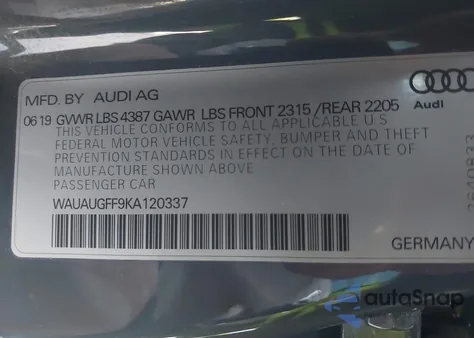 MFD. BY AUDI AG
Audi
06 19 GVWR LBS 4387 GAWR LBS FRONT 2315 /REAR 2205
THIS VEHICLE CONFORMS TO ALL APPLICABLE U S
FEDERAL MOTOR VEHICLE SAFETY, BUMPER AND THEFT
PREVENTION STANDARDS IN EFFECT ON THE DATE OF
MANUFACTURE SHOWN ABOVE
PASSENGER CAR
WAUAUGFF9KA120337
GERMANY
autoSnap